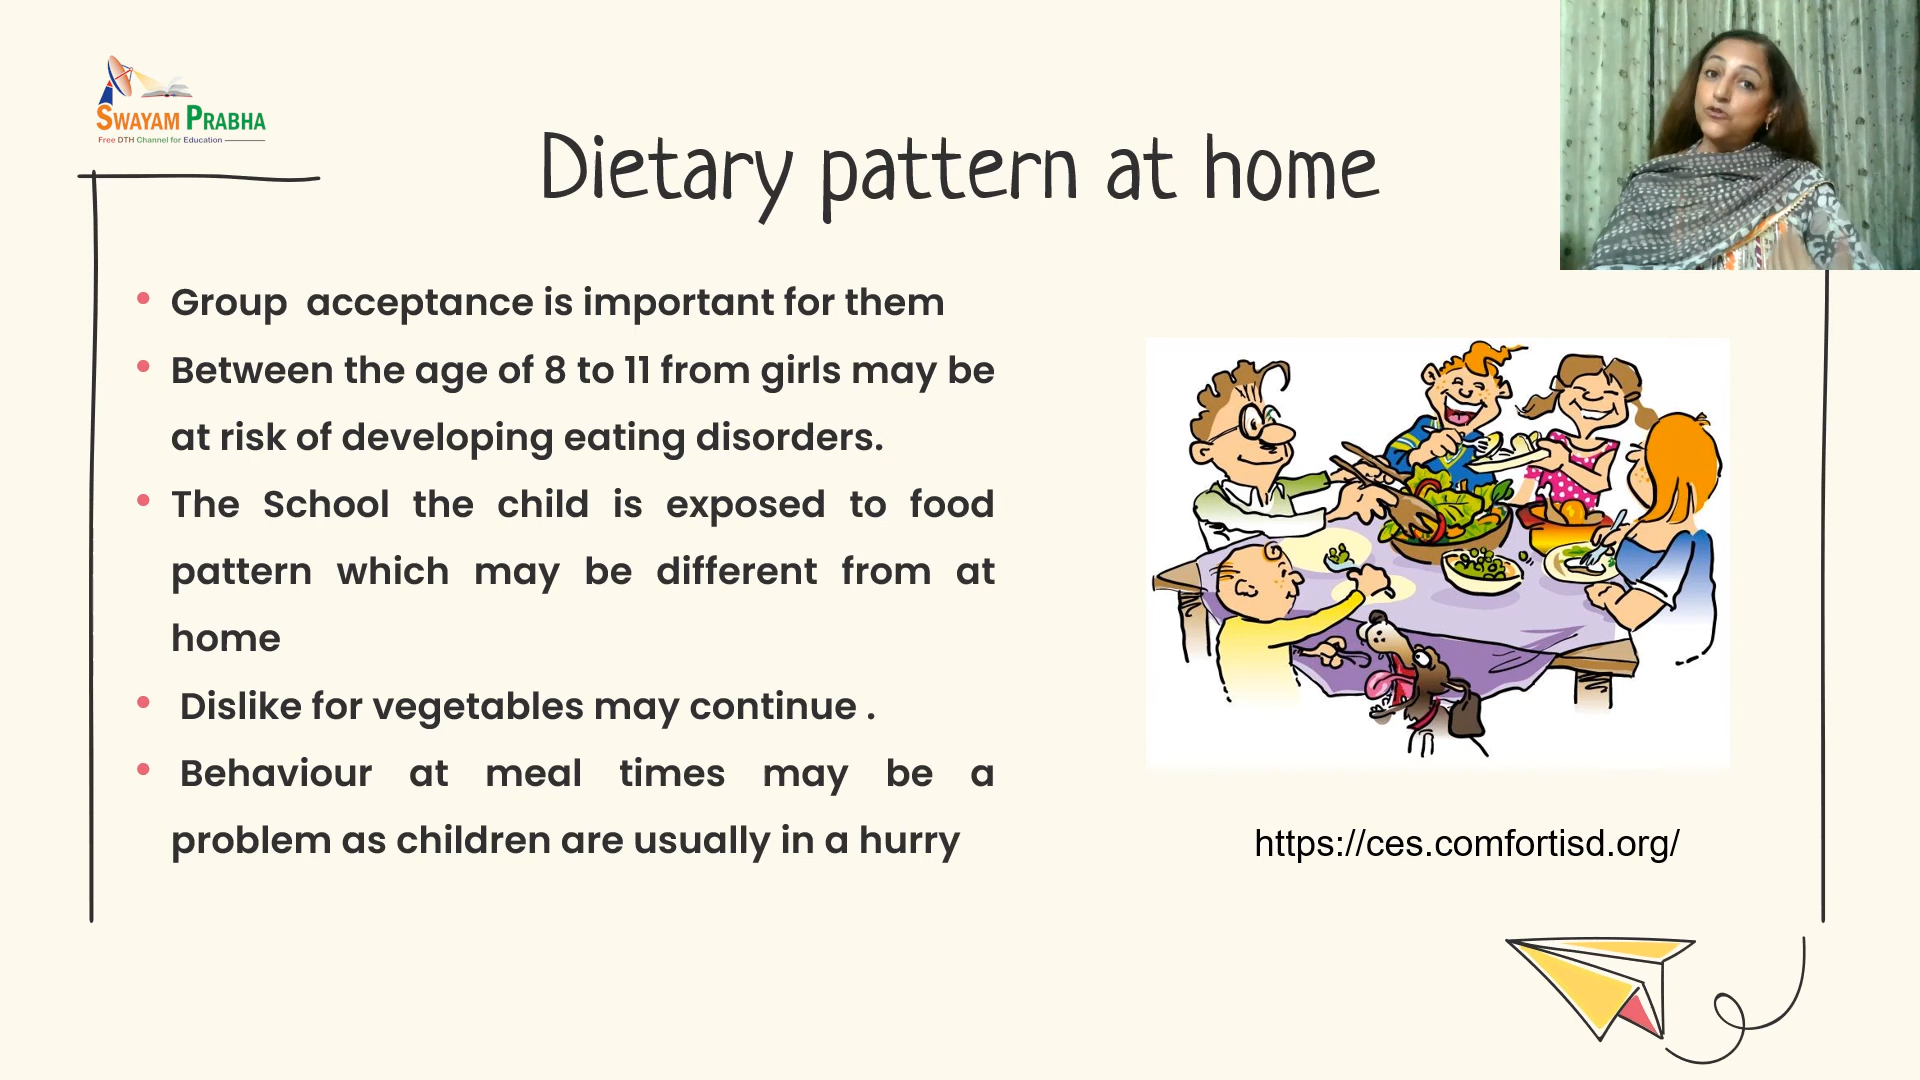 SWAYAM PRABHA
Free DTH Channel for Education
Dietary pattern at home
Group acceptance is important for them
Between the age of 8 to 11 from girls may be
at risk of developing eating disorders.
The School the child is exposed to food
pattern which may be different from at
home
Dislike for vegetables may continue .
Behaviour at meal times may be a
problem as children are usually in a hurry
https://ces.comfortisd.org/